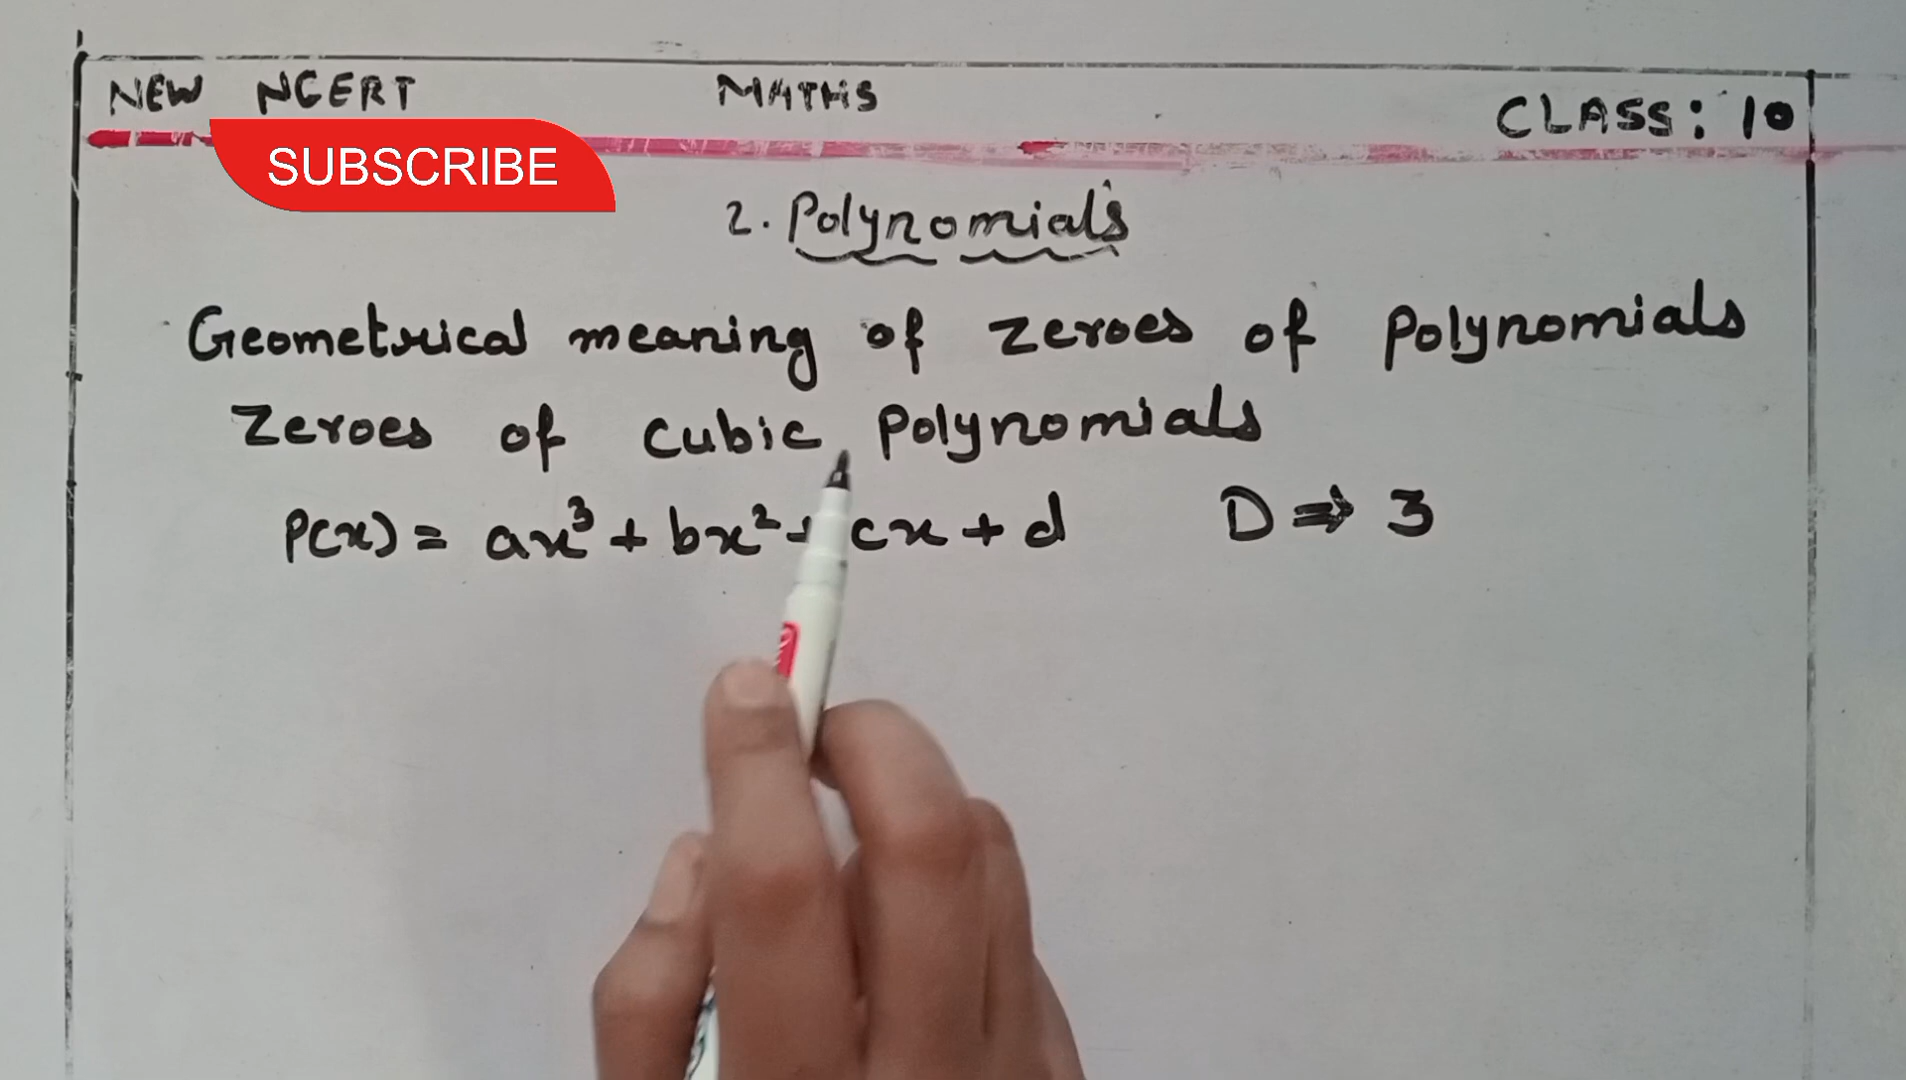 NEW NCERT MATHS CLASS: 10
SUBSCRIBE
2. Polynomials
Geometrical meaning of zeroes of Polynomials
Zeroes of cubic Polynomials
P(x) = ax³ + bx² + cx + d D ⇒ 3